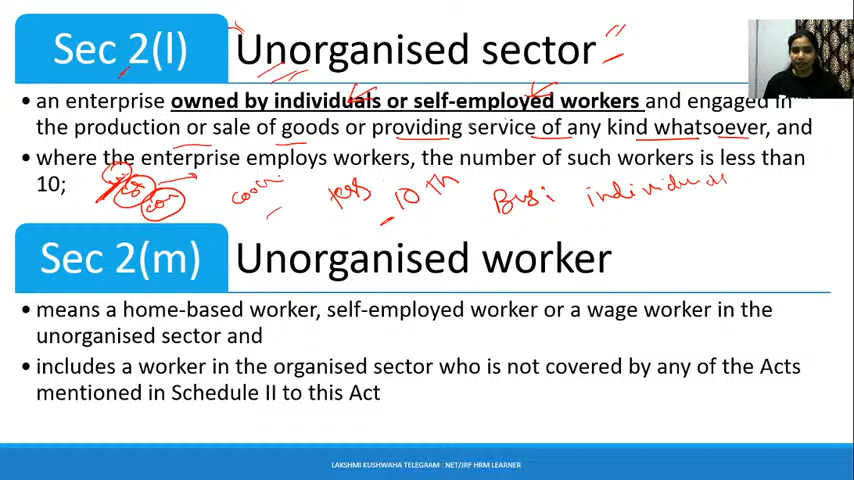 Sec 2(l) Unorganised sector
• an enterprise owned by individuals or self-employed workers and engaged in
the production or sale of goods or providing service of any kind whatsoever, and
• where the enterprise employs workers, the number of such workers is less than
10;
less 10 Th Busi individuals
Sec 2(m) Unorganised worker
• means a home-based worker, self-employed worker or a wage worker in the
unorganised sector and
• includes a worker in the organised sector who is not covered by any of the Acts
mentioned in Schedule II to this Act
LAKSHMI KUSHWAHA TELEGRAM : NET/JRF HRM LEARNER